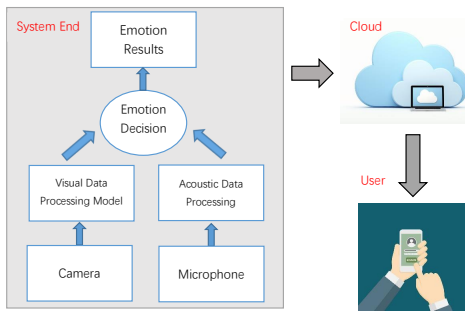 System End
Emotion
Results
Cloud
Emotion
Decision
User
Visual Data
Processing Model
Acoustic Data
Processing
Camera
Microphone